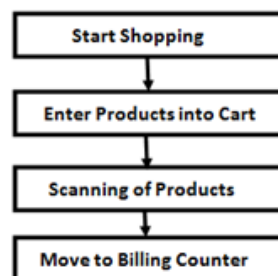 Start Shopping
Enter Products into Cart
Scanning of Products
Move to Billing Counter